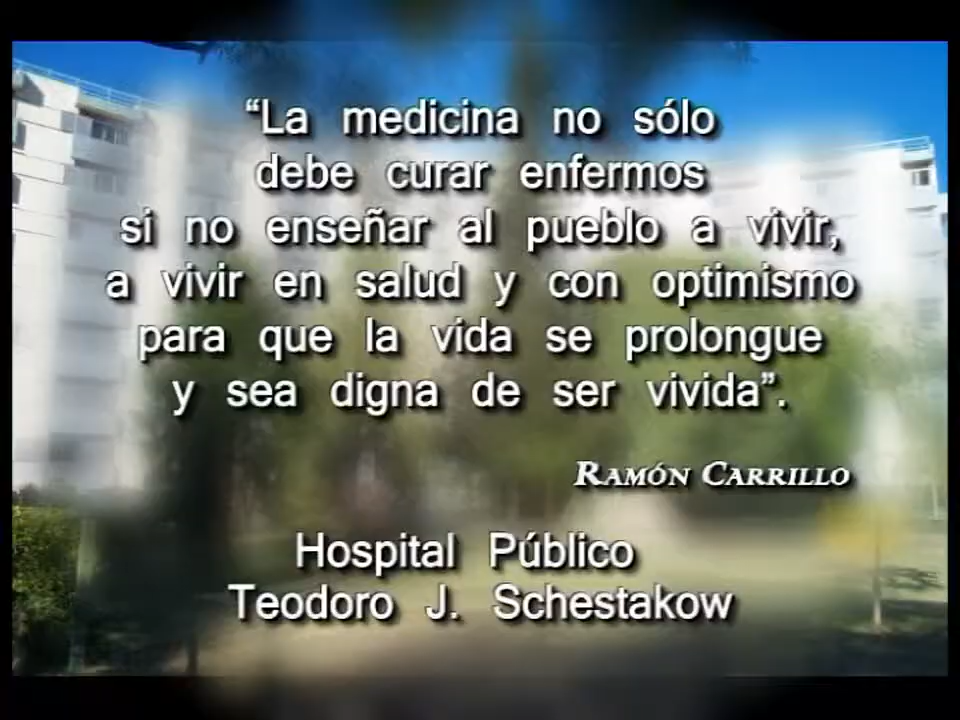 “La medicina no sólo
debe curar enfermos
si no enseñar al pueblo a vivir,
a vivir en salud y con optimismo
para que la vida se prolongue
y sea digna de ser vivida”.
RAMÓN CARRILLO
Hospital Público
Teodoro J. Schestakow